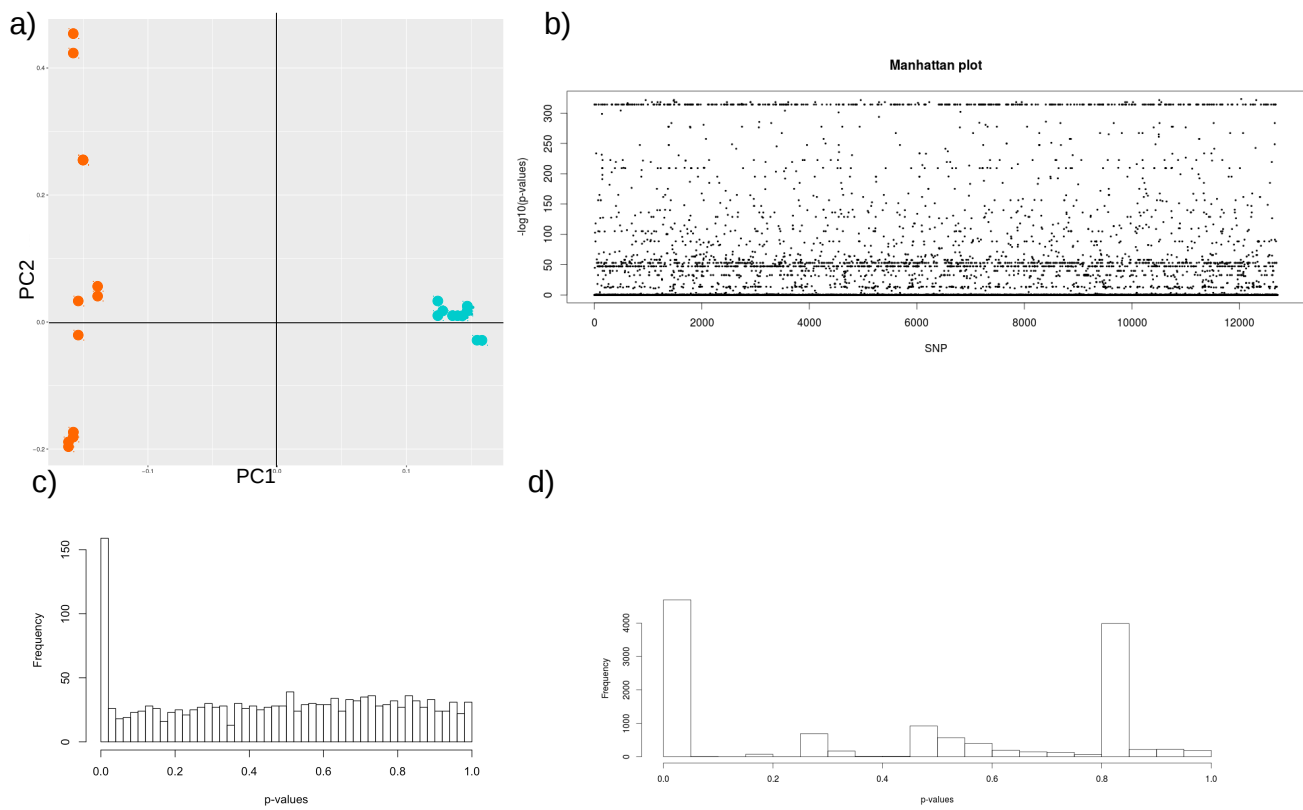 a)
0.4
0.2
0.0
−0.2
PC2
−0.1
0.0
0.1
PC1
b)
Manhattan plot
-log10(p-values)
300
250
200
150
100
50
0
0 2000 4000 6000 8000 10000 12000
SNP
c)
Frequency
150
100
50
0
0.0 0.2 0.4 0.6 0.8 1.0
p-values
d)
Frequency
4000
3000
2000
1000
0
0.0 0.2 0.4 0.6 0.8 1.0
p-values